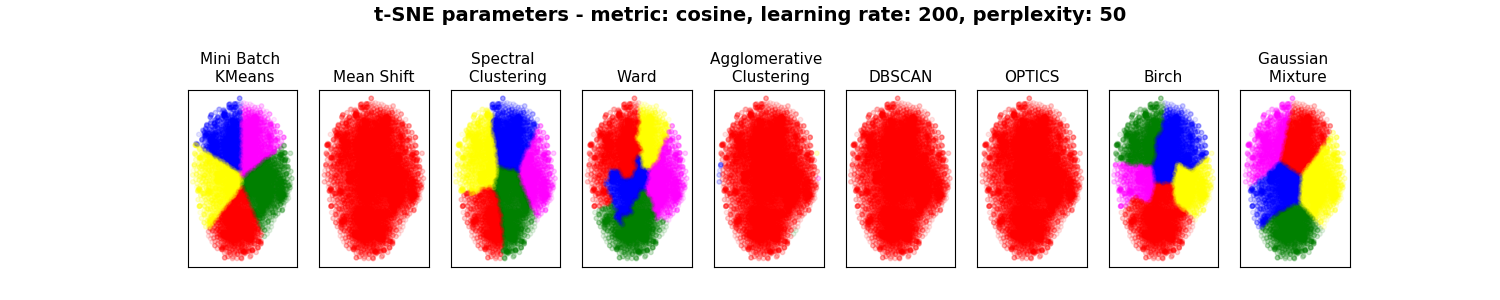 t-SNE parameters - metric: cosine, learning rate: 200, perplexity: 50
Mini Batch
KMeans
Mean Shift
Spectral
Clustering
Ward
Agglomerative
Clustering
DBSCAN
OPTICS
Birch
Gaussian
Mixture